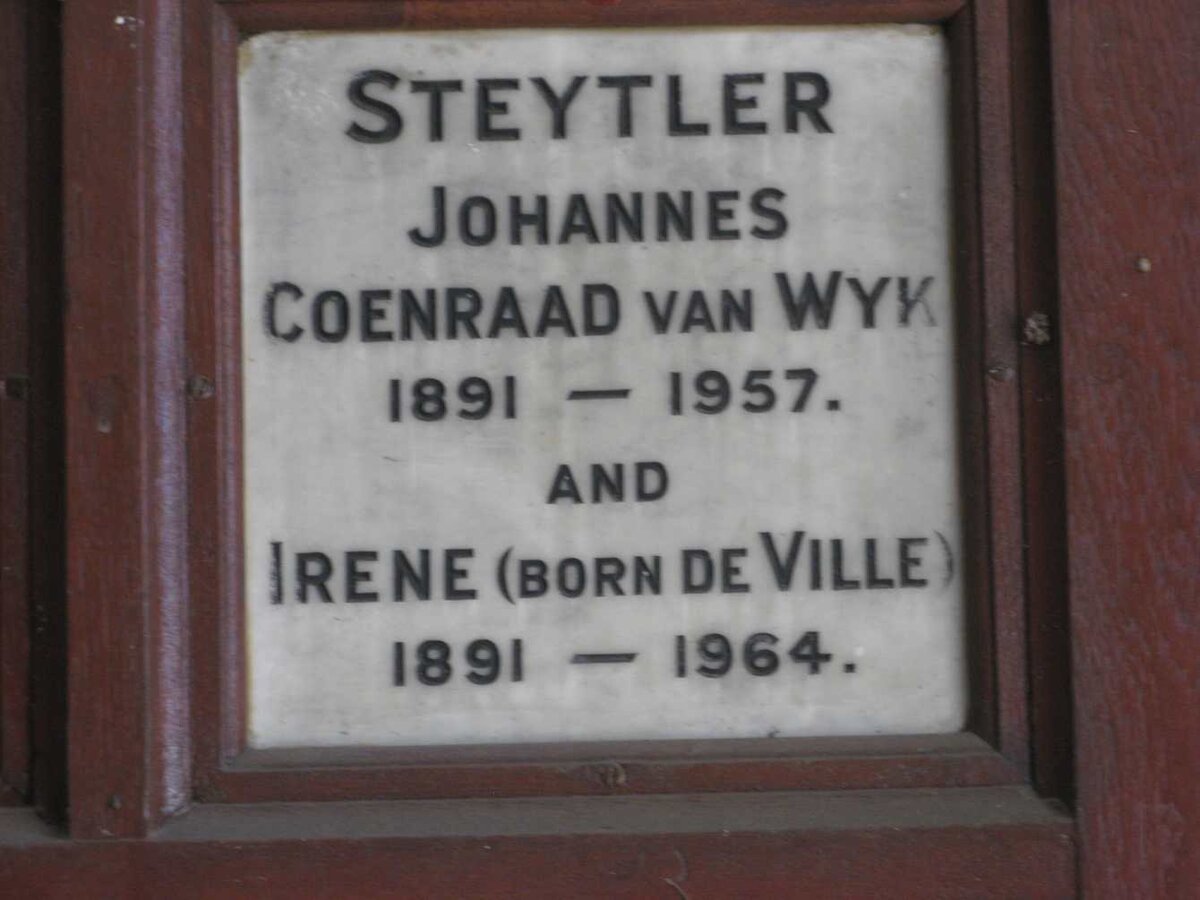 STEYTLER
JOHANNES
COENRAAD VAN WYK
1891 — 1957.
AND
IRENE (BORN DE VILLE)
1891 — 1964.